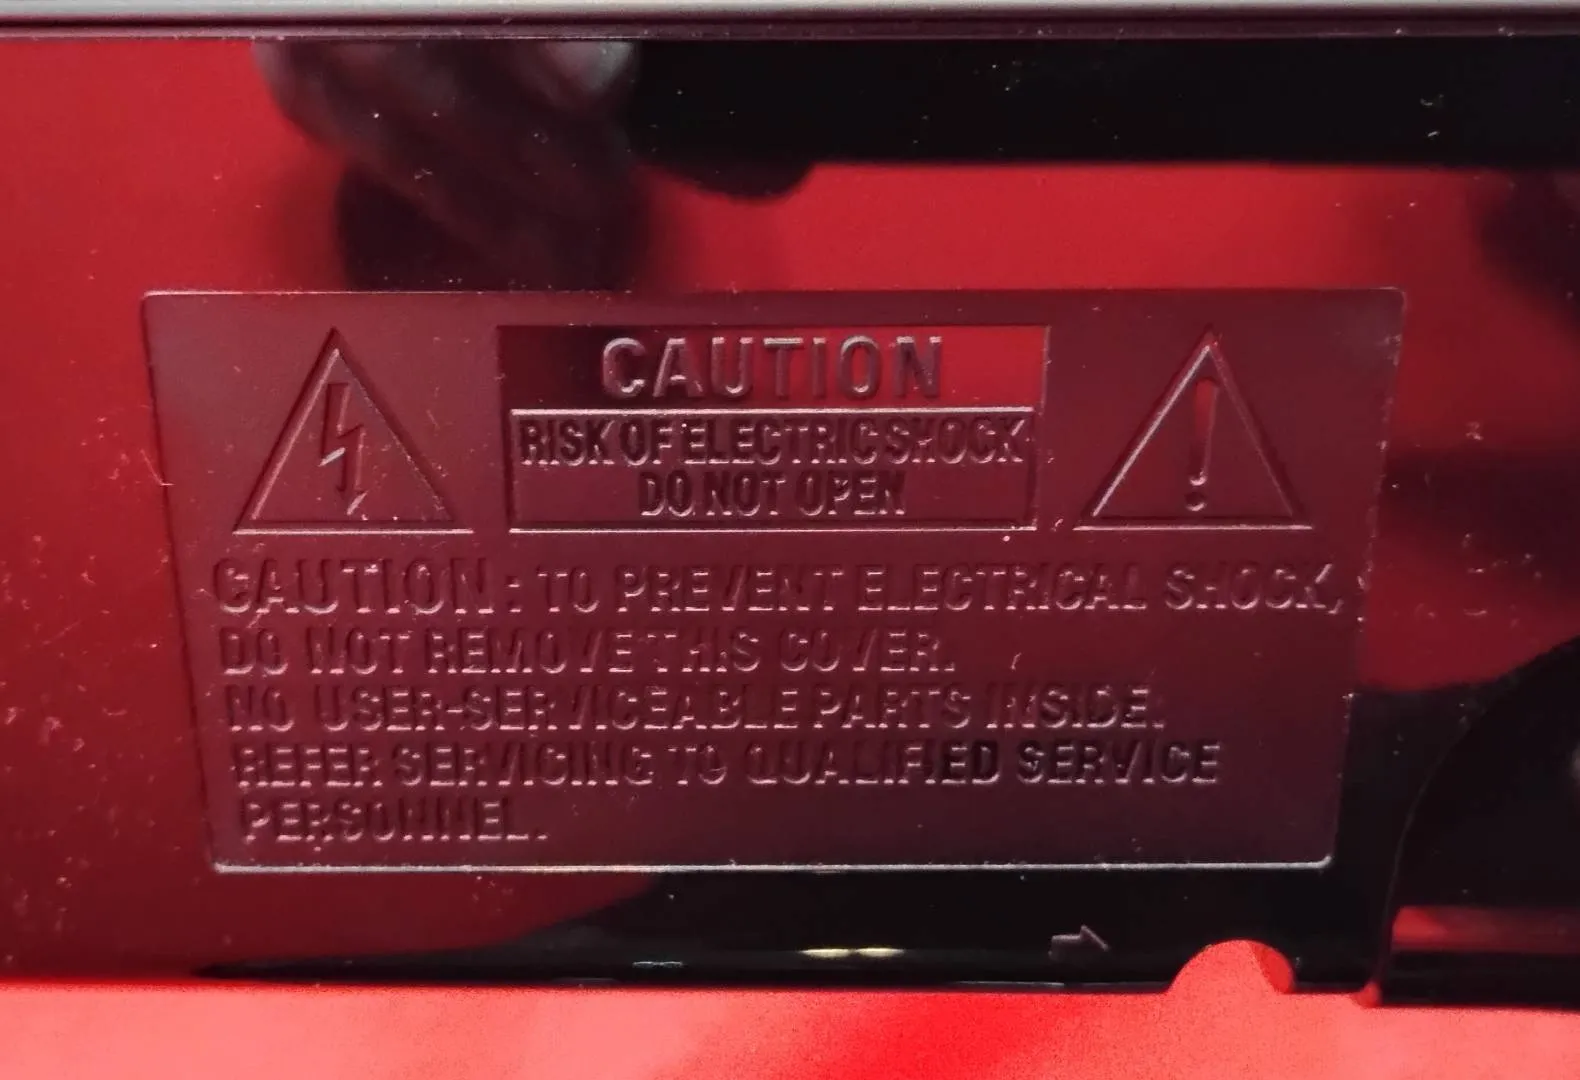 CAUTION
RISK OF ELECTRIC SHOCK
DO NOT OPEN
CAUTION : TO PREVENT ELECTRICAL SHOCK,
DO NOT REMOVE THIS COVER.
NO USER-SERVICEABLE PARTS INSIDE.
REFER SERVICING TO QUALIFIED SERVICE
PERSONNEL.